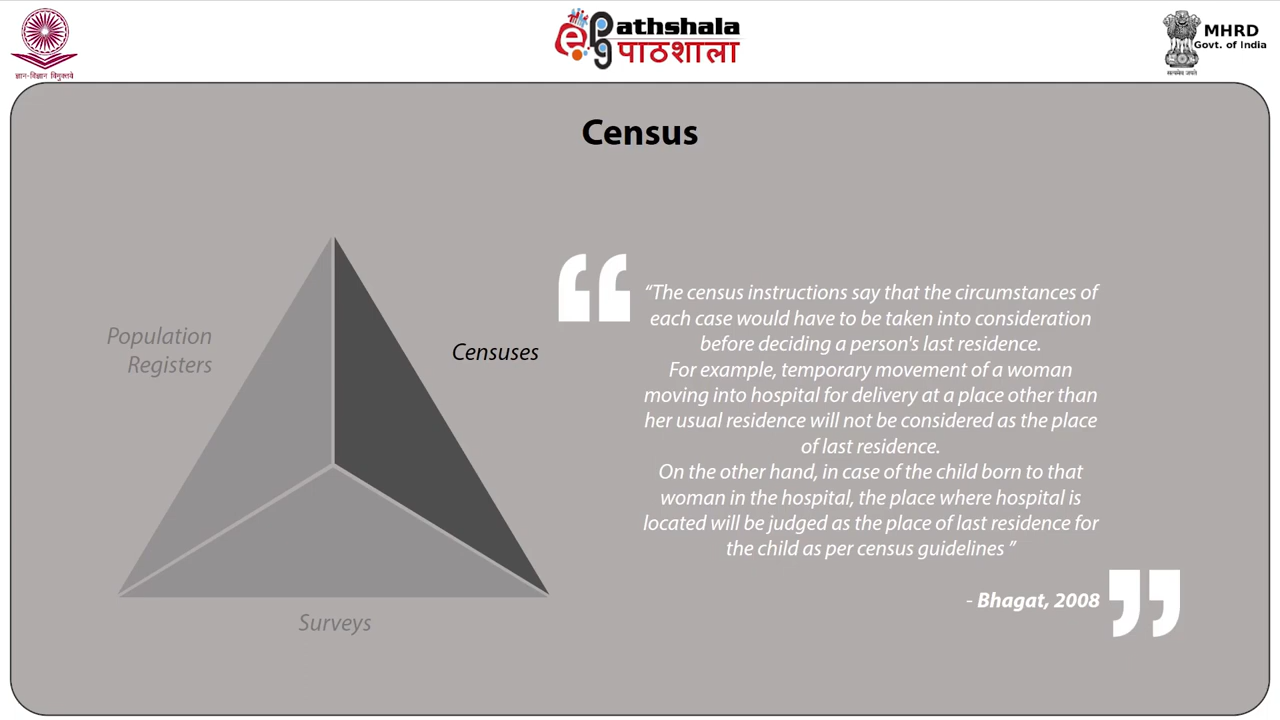 ज्ञान-विज्ञान विमुक्तये
ePG
athshala
पाठशाला
MHRD
Govt. of India
सत्यमेव जयते
Census
Population
Registers
Censuses
Surveys
“The census instructions say that the circumstances of
each case would have to be taken into consideration
before deciding a person's last residence.
For example, temporary movement of a woman
moving into hospital for delivery at a place other than
her usual residence will not be considered as the place
of last residence.
On the other hand, in case of the child born to that
woman in the hospital, the place where hospital is
located will be judged as the place of last residence for
the child as per census guidelines ”
- Bhagat, 2008